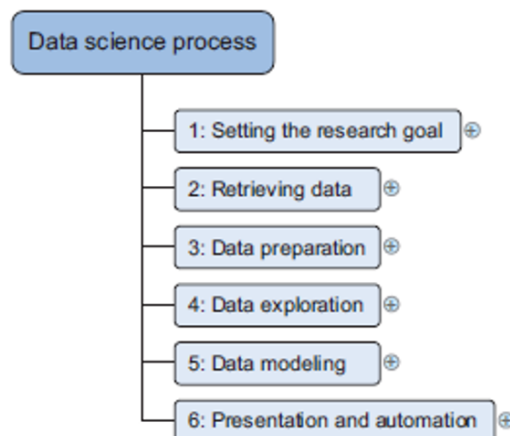 Data science process
1: Setting the research goal
2: Retrieving data
3: Data preparation
4: Data exploration
5: Data modeling
6: Presentation and automation